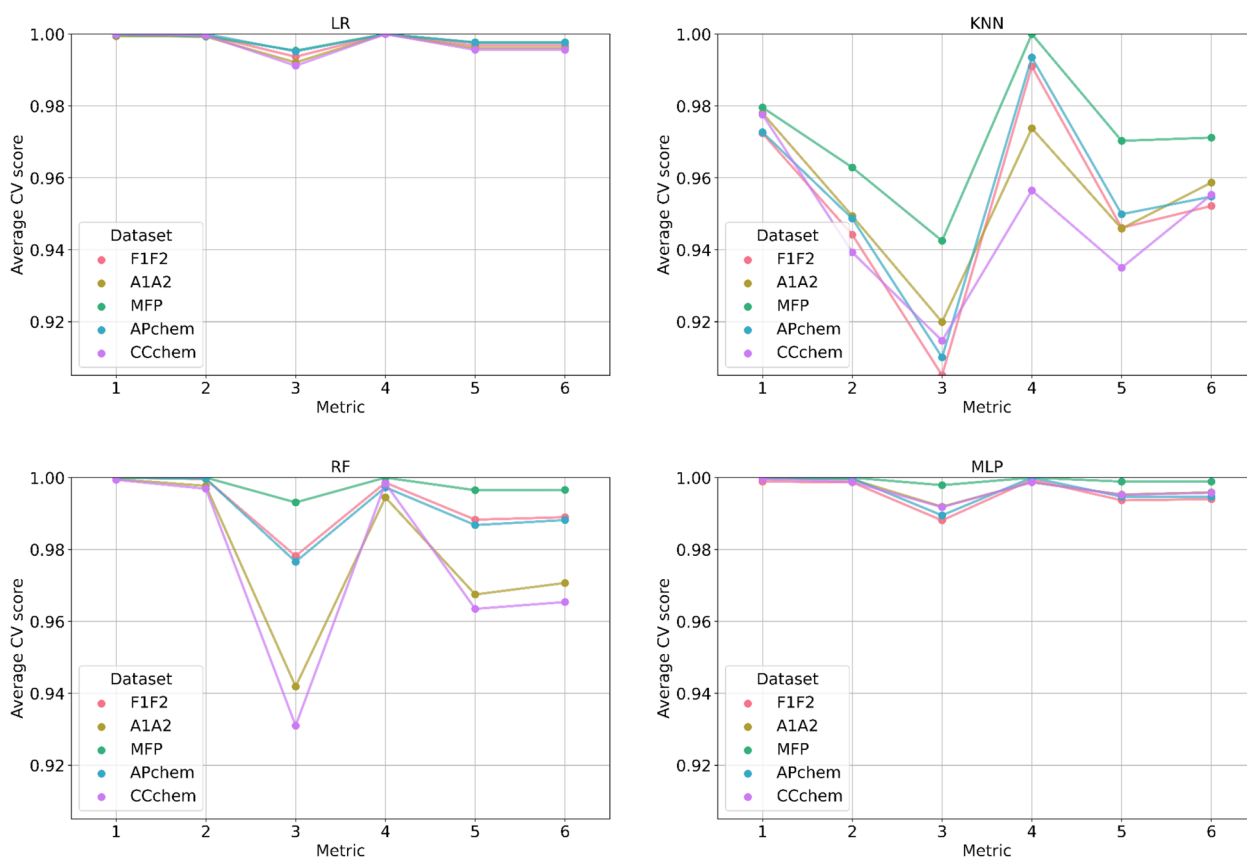 LR
Average CV score
1.00
0.98
0.96
0.94
0.92
Dataset
F1F2
A1A2
MFP
APchem
CCchem
1 2 3 4 5 6
Metric
KNN
Average CV score
1.00
0.98
0.96
0.94
0.92
Dataset
F1F2
A1A2
MFP
APchem
CCchem
1 2 3 4 5 6
Metric
RF
Average CV score
1.00
0.98
0.96
0.94
0.92
Dataset
F1F2
A1A2
MFP
APchem
CCchem
1 2 3 4 5 6
Metric
MLP
Average CV score
1.00
0.98
0.96
0.94
0.92
Dataset
F1F2
A1A2
MFP
APchem
CCchem
1 2 3 4 5 6
Metric